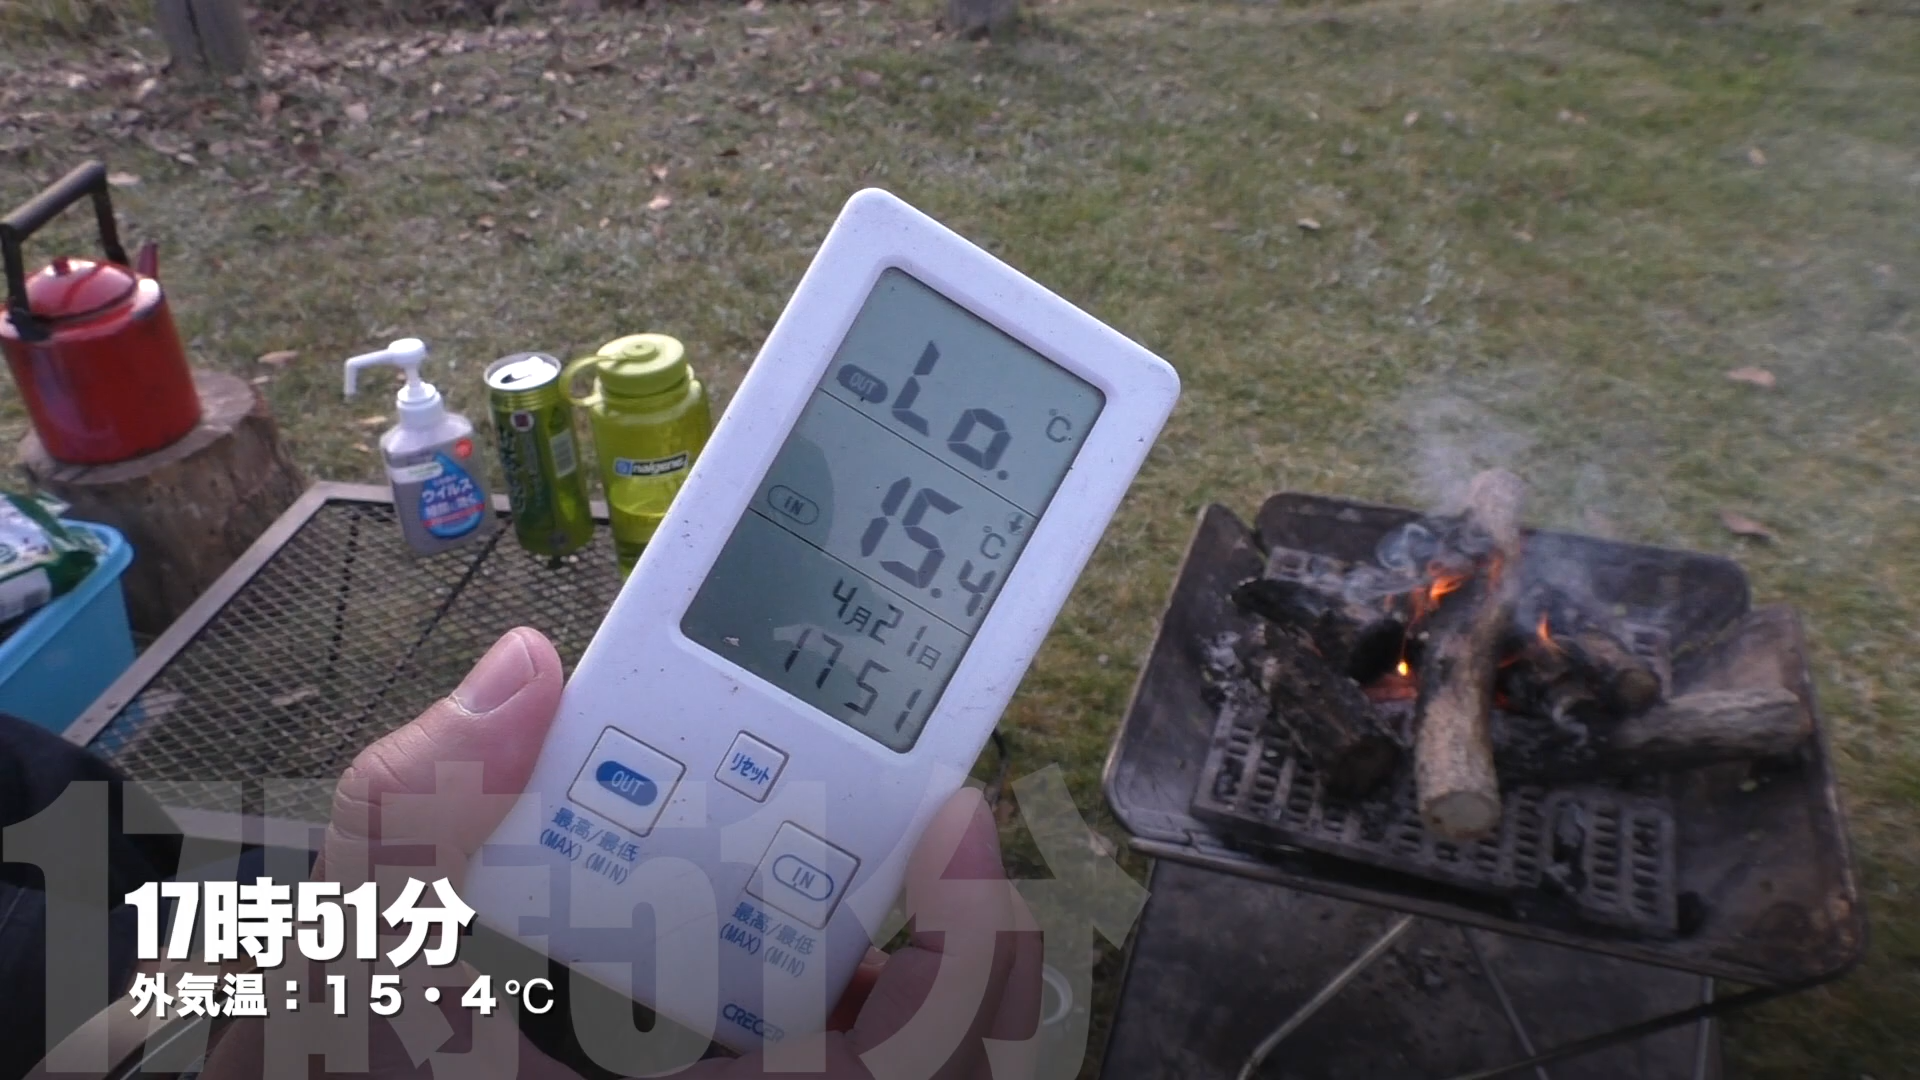 OUT
Lo.
℃
IN
15.4
℃
4月21日
17 51
リセット
OUT
最高/最低
(MAX) (MIN)
IN
最高/最低
(MAX) (MIN)
CRECER
nalgene
ウイルス
17時51分
17時51分
外気温:15・4℃